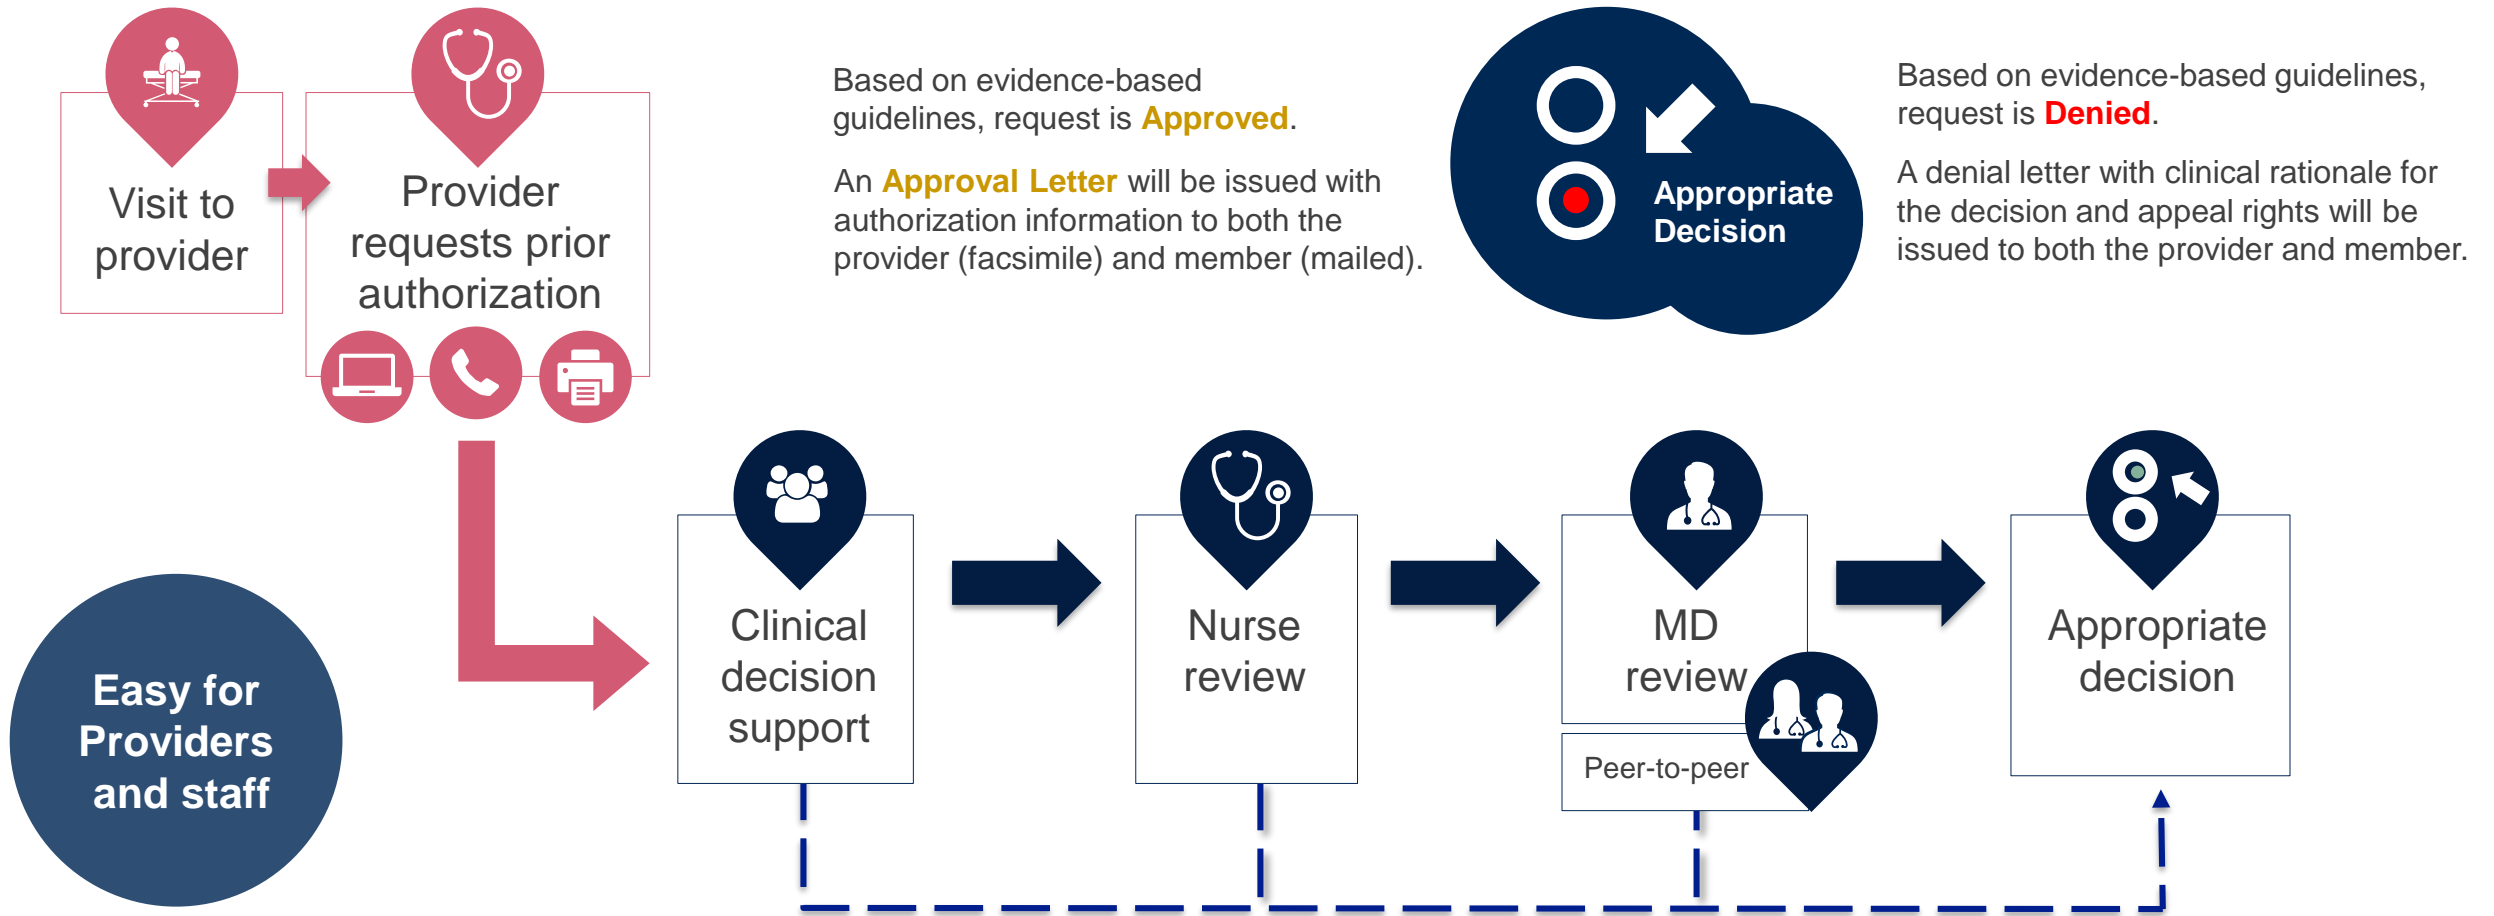 Visit to
provider
Provider
requests prior
authorization
Based on evidence-based
guidelines, request is Approved.
An Approval Letter will be issued with
authorization information to both the
provider (facsimile) and member (mailed).
Appropriate
Decision
Based on evidence-based guidelines,
request is Denied.
A denial letter with clinical rationale for
the decision and appeal rights will be
issued to both the provider and member.
Easy for
Providers
and staff
Clinical
decision
support
Nurse
review
MD
review
Peer-to-peer
Appropriate
decision